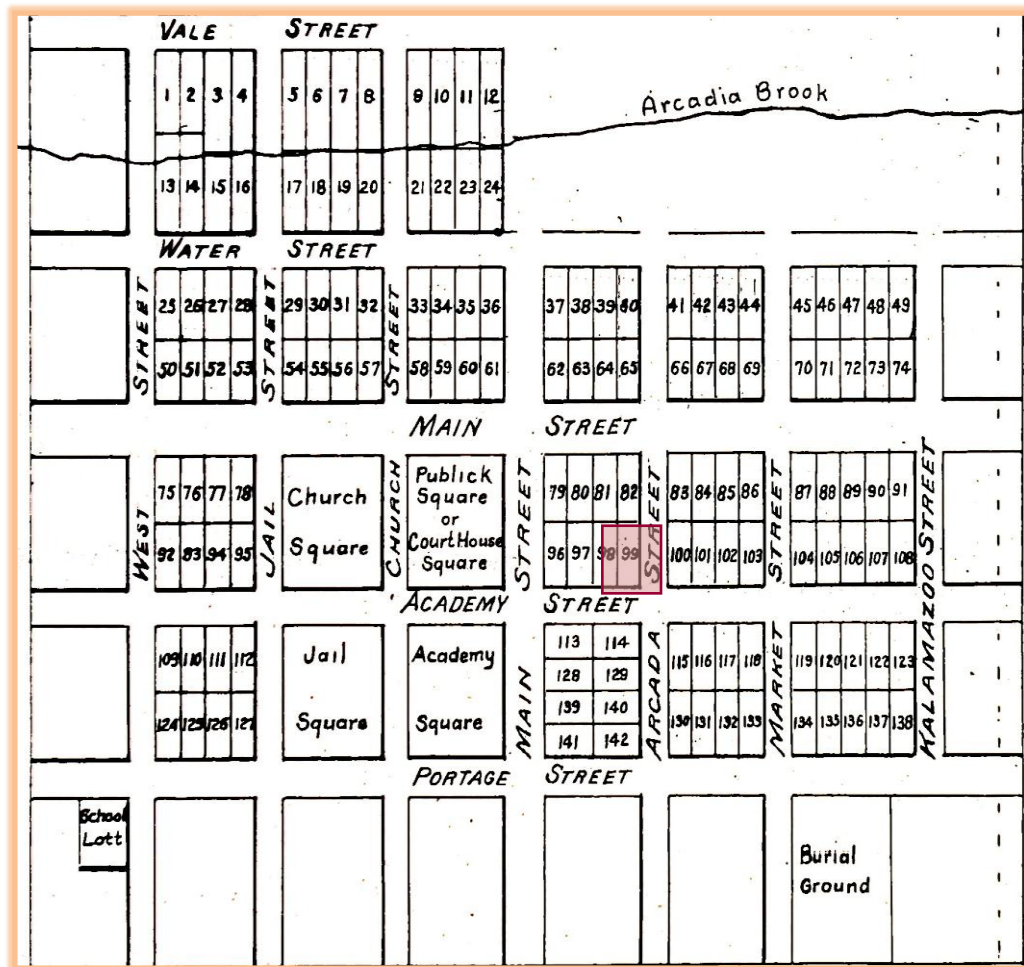 VALE STREET
1 2 3 4 5 6 7 8 9 10 11 12
Arcadia Brook
13 14 15 16 17 18 19 20 21 22 23 24
WATER STREET
25 26 27 28 29 30 31 32 33 34 35 36 37 38 39 40 41 42 43 44 45 46 47 48 49
STREET STREET STREET
50 51 52 53 54 55 56 57 58 59 60 61 62 63 64 65 66 67 68 69 70 71 72 73 74
MAIN STREET
75 76 77 78 79 80 81 82 83 84 85 86 87 88 89 90 91
Church
Square
Publick
Square
or
Court House
Square
WEST JAIL CHURCH STREET STREET STREET KALAMAZOO STREET
92 93 94 95 96 97 98 99 100 101 102 103 104 105 106 107 108
ACADEMY STREET
109 110 111 112
Jail
Square
Academy
Square
113 114
128 129
139 140
141 142
115 116 117 118 119 120 121 122 123
124 125 126 127 130 131 132 133 134 135 136 137 138
MAIN ARCADA MARKET
PORTAGE STREET
School
Lott
Burial
Ground